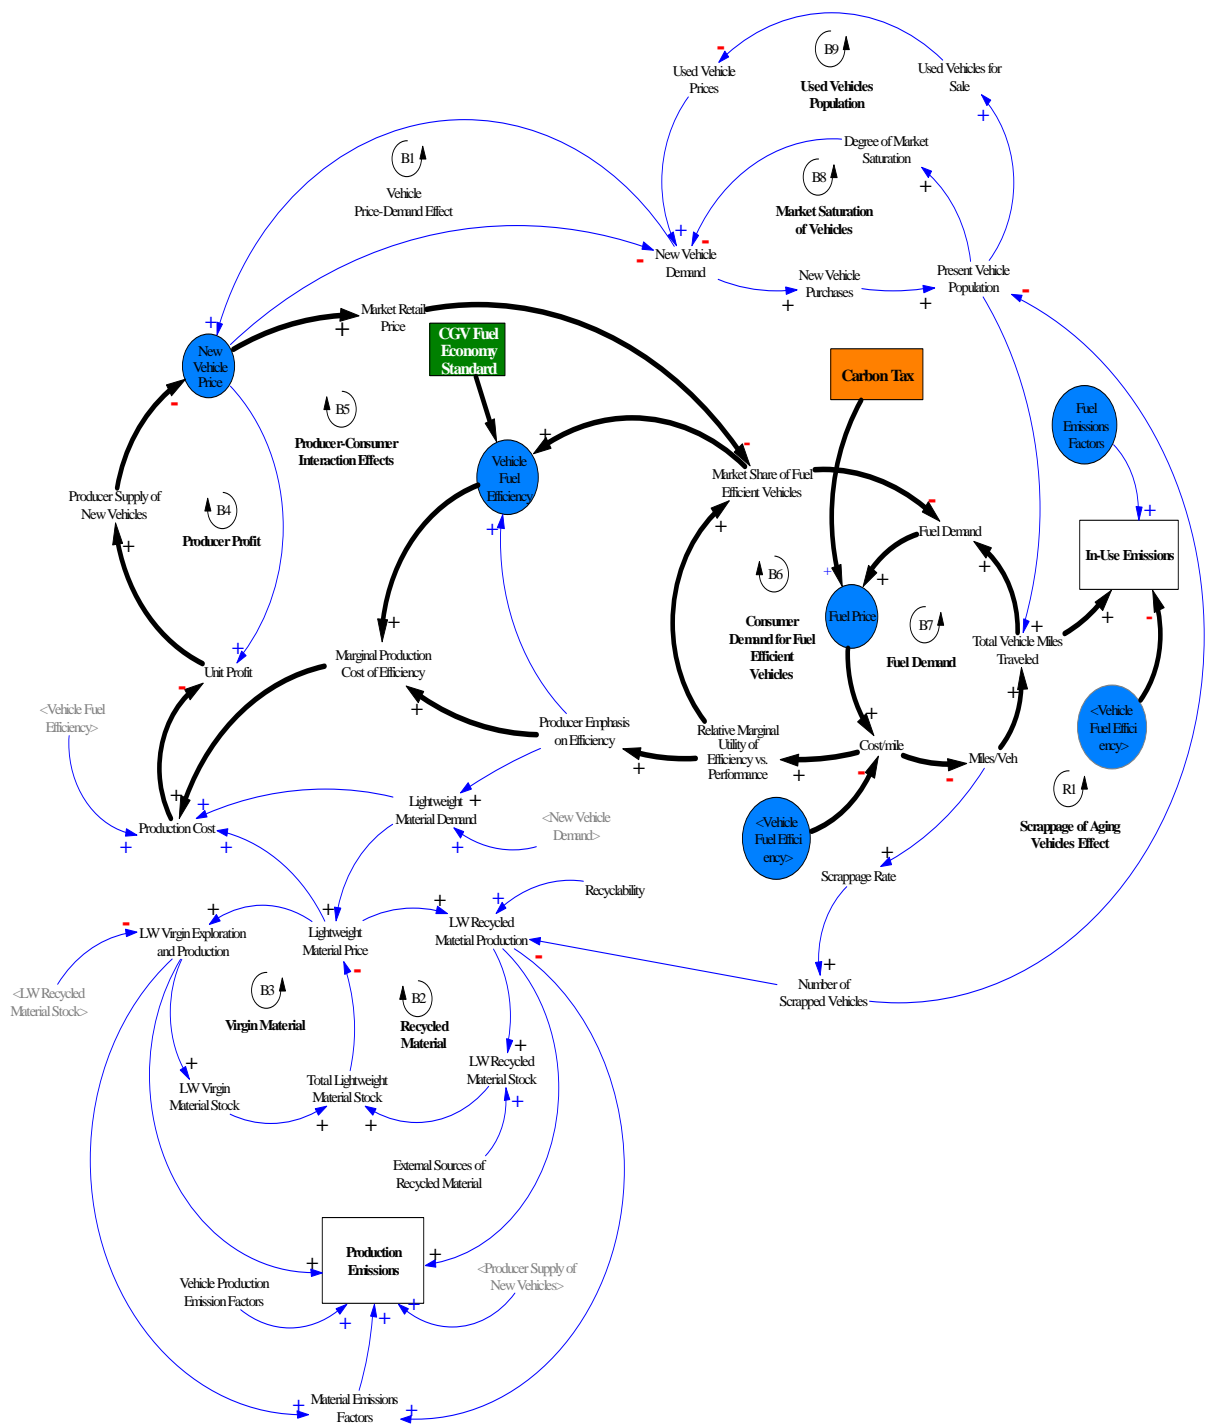 B9
Used Vehicle
Prices
Used Vehicles for
Sale
Used Vehicles
Population
Degree of Market
Saturation
B1
B8
Vehicle
Price-Demand Effect
Market Saturation
of Vehicles
New Vehicle
Demand
New Vehicle
Purchases
Present Vehicle
Population
Market Retail
Price
CGV Fuel
Economy
Standard
New
Vehicle
Price
Carbon Tax
B5
Producer-Consumer
Interaction Effects
Fuel
Emissions
Factors
Vehicle
Fuel
Efficiency
Market Share of Fuel
Efficient Vehicles
Producer Supply of
New Vehicles
B4
Producer Profit
Fuel Demand
In-Use Emissions
B6
Consumer
Demand for Fuel
Efficient
Vehicles
Fuel Price
B7
Fuel Demand
Total Vehicle Miles
Traveled
Unit Profit
Marginal Production
Cost of Efficiency
<Vehicle Fuel
Efficiency>
Producer Emphasis
on Efficiency
Relative Marginal
Utility of
Efficiency vs.
Performance
Cost/mile
Miles/Veh
<Vehicle
Fuel Effici
ency>
R1
Scrappage of Aging
Vehicles Effect
Production Cost
Lightweight
Material Demand
<New Vehicle
Demand>
<Vehicle
Fuel Effici
ency>
Scrappage Rate
Recyclability
LW Virgin Exploration
and Production
Lightweight
Material Price
LW Recycled
Matetial Production
<LW Recycled
Material Stock>
B3
Virgin Material
B2
Recycled
Material
Number of
Scrapped Vehicles
LW Virgin
Material Stock
Total Lightweight
Material Stock
LW Recycled
Material Stock
External Sources of
Recycled Material
Production
Emissions
Vehicle Production
Emission Factors
<Producer Supply of
New Vehicles>
Material Emissions
Factors